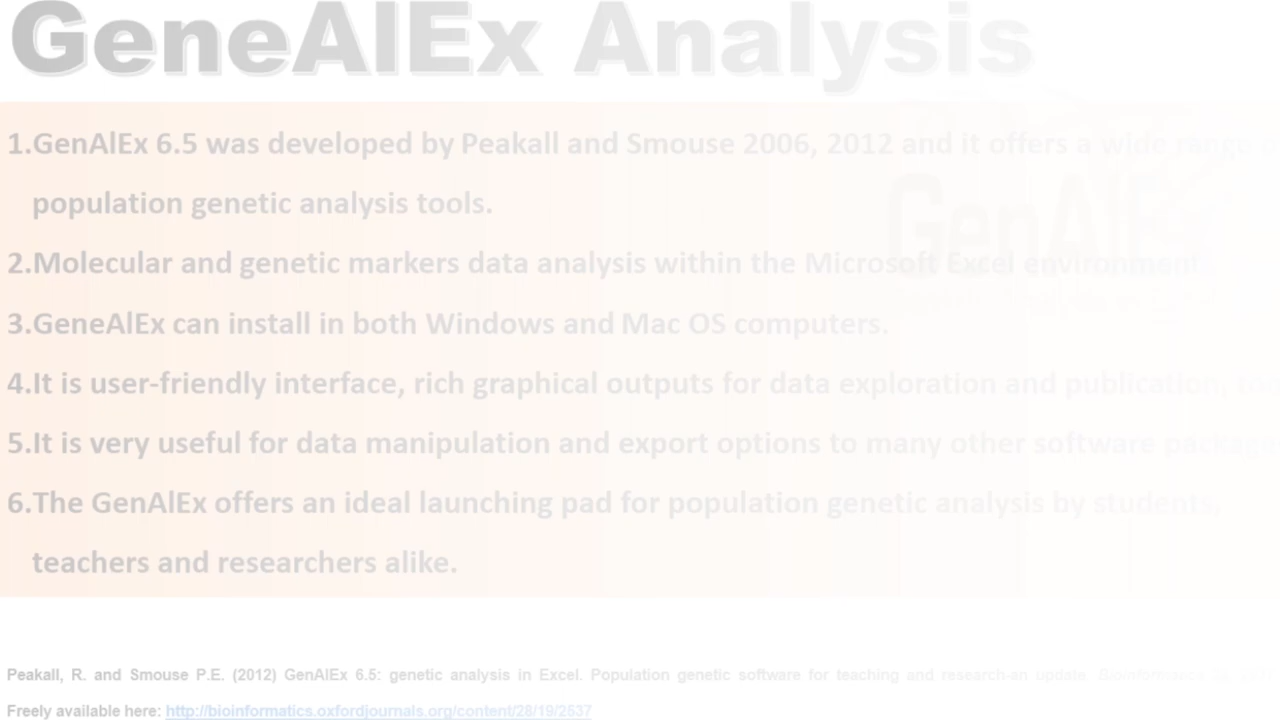 GeneAlEx Analysis
1.GenAlEx 6.5 was developed by Peakall and Smouse 2006, 2012 and it offers a wide range
population genetic analysis tools.
2.Molecular and genetic markers data analysis within the Microsoft Excel environment.
3.GeneAlEx can install in both Windows and Mac OS computers.
4.It is user-friendly interface, rich graphical outputs for data exploration and publication,
5.It is very useful for data manipulation and export options to many other software
6.The GenAlEx offers an ideal launching pad for population genetic analysis by students,
teachers and researchers alike.
GenAlEx
Peakall, R. and Smouse P.E. (2012) GenAlEx 6.5: genetic analysis in Excel. Population genetic software for teaching and research-an update.
Freely available here: http://bioinformatics.oxfordjournals.org/content/28/19/2537